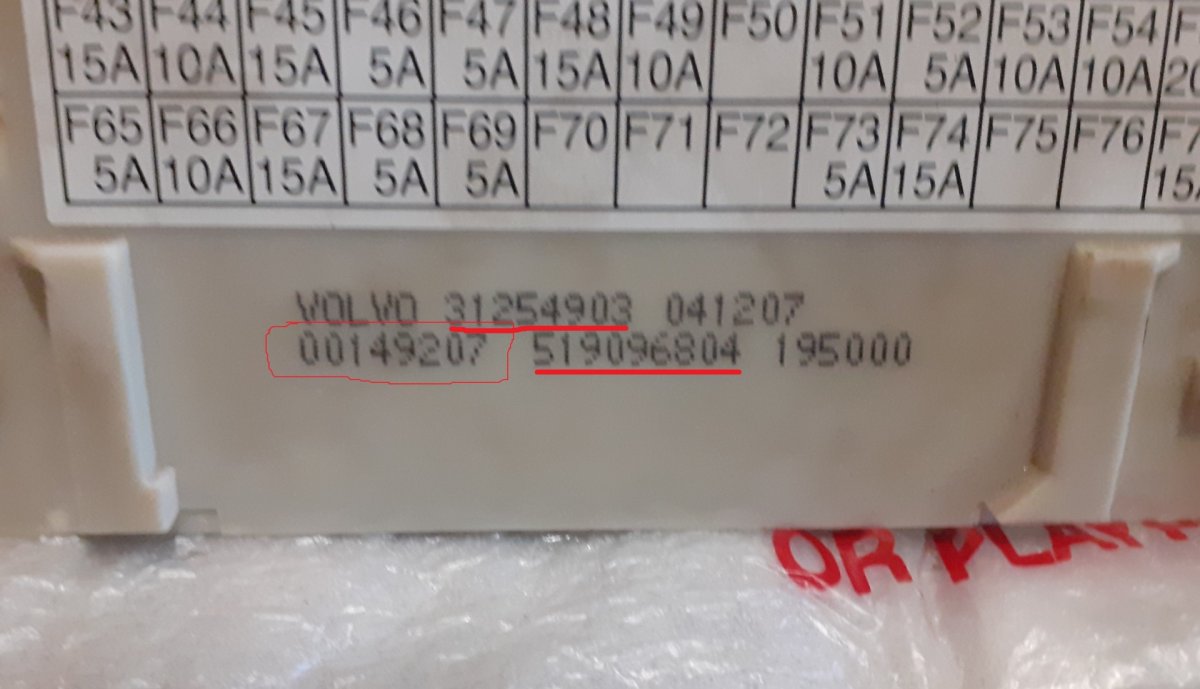 F43 F44 F45 F46 F47 F48 F49 F50 F51 F52 F53 F54
15A 10A 15A 5A 5A 15A 10A 10A 5A 10A 10A
F65 F66 F67 F68 F69 F70 F71 F72 F73 F74 F75 F76
5A 10A 15A 5A 5A 5A 15A
VOLVO 31254903 041207
00149207 519096804 195000
OR PLAY